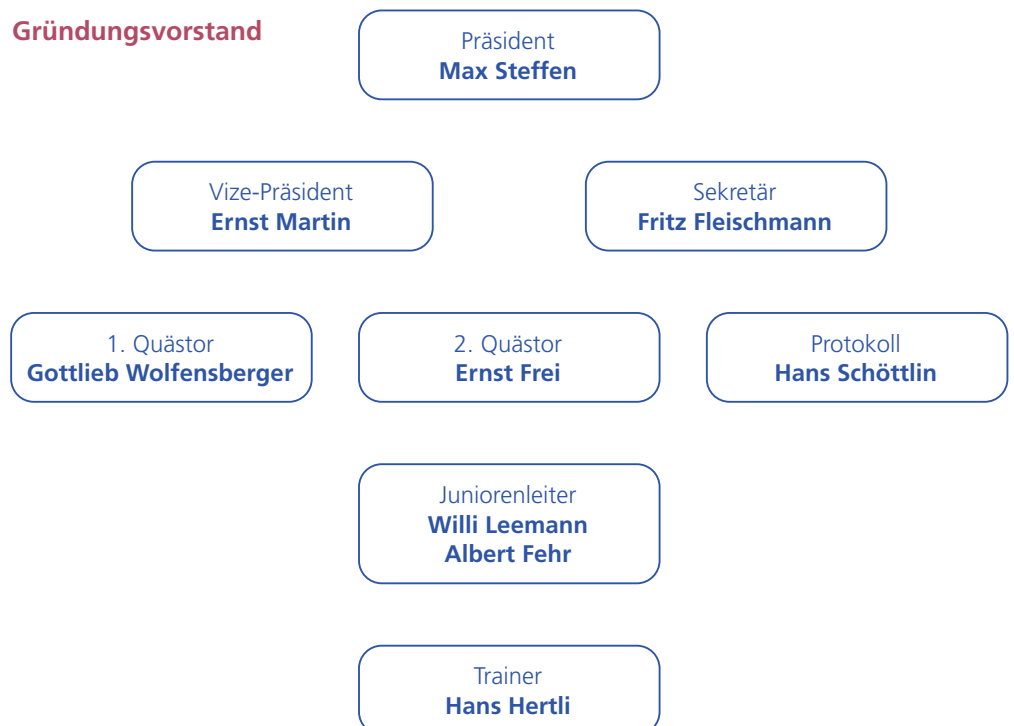 Gründungsvorstand
Präsident
Max Steffen
Vize-Präsident
Ernst Martin
Sekretär
Fritz Fleischmann
1. Quästor
Gottlieb Wolfensberger
2. Quästor
Ernst Frei
Protokoll
Hans Schöttlin
Juniorenleiter
Willi Leemann
Albert Fehr
Trainer
Hans Hertli